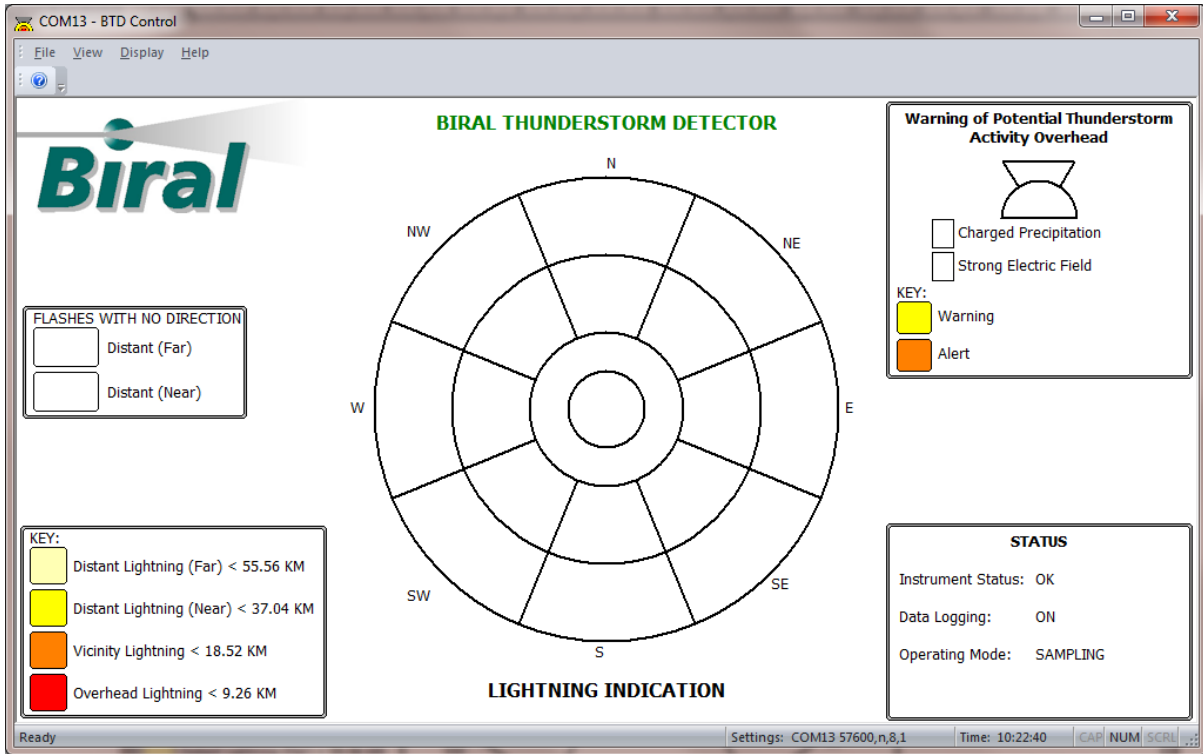 COM13 - BTD Control
File View Display Help
Biral
BIRAL THUNDERSTORM DETECTOR
N
NW
NE
W
E
SW
SE
S
LIGHTNING INDICATION
FLASHES WITH NO DIRECTION
Distant (Far)
Distant (Near)
KEY:
Distant Lightning (Far) < 55.56 KM
Distant Lightning (Near) < 37.04 KM
Vicinity Lightning < 18.52 KM
Overhead Lightning < 9.26 KM
Warning of Potential Thunderstorm
Activity Overhead
Charged Precipitation
Strong Electric Field
KEY:
Warning
Alert
STATUS
Instrument Status: OK
Data Logging: ON
Operating Mode: SAMPLING
Ready
Settings: COM13 57600,n,8,1
Time: 10:22:40
CAP NUM SCRL